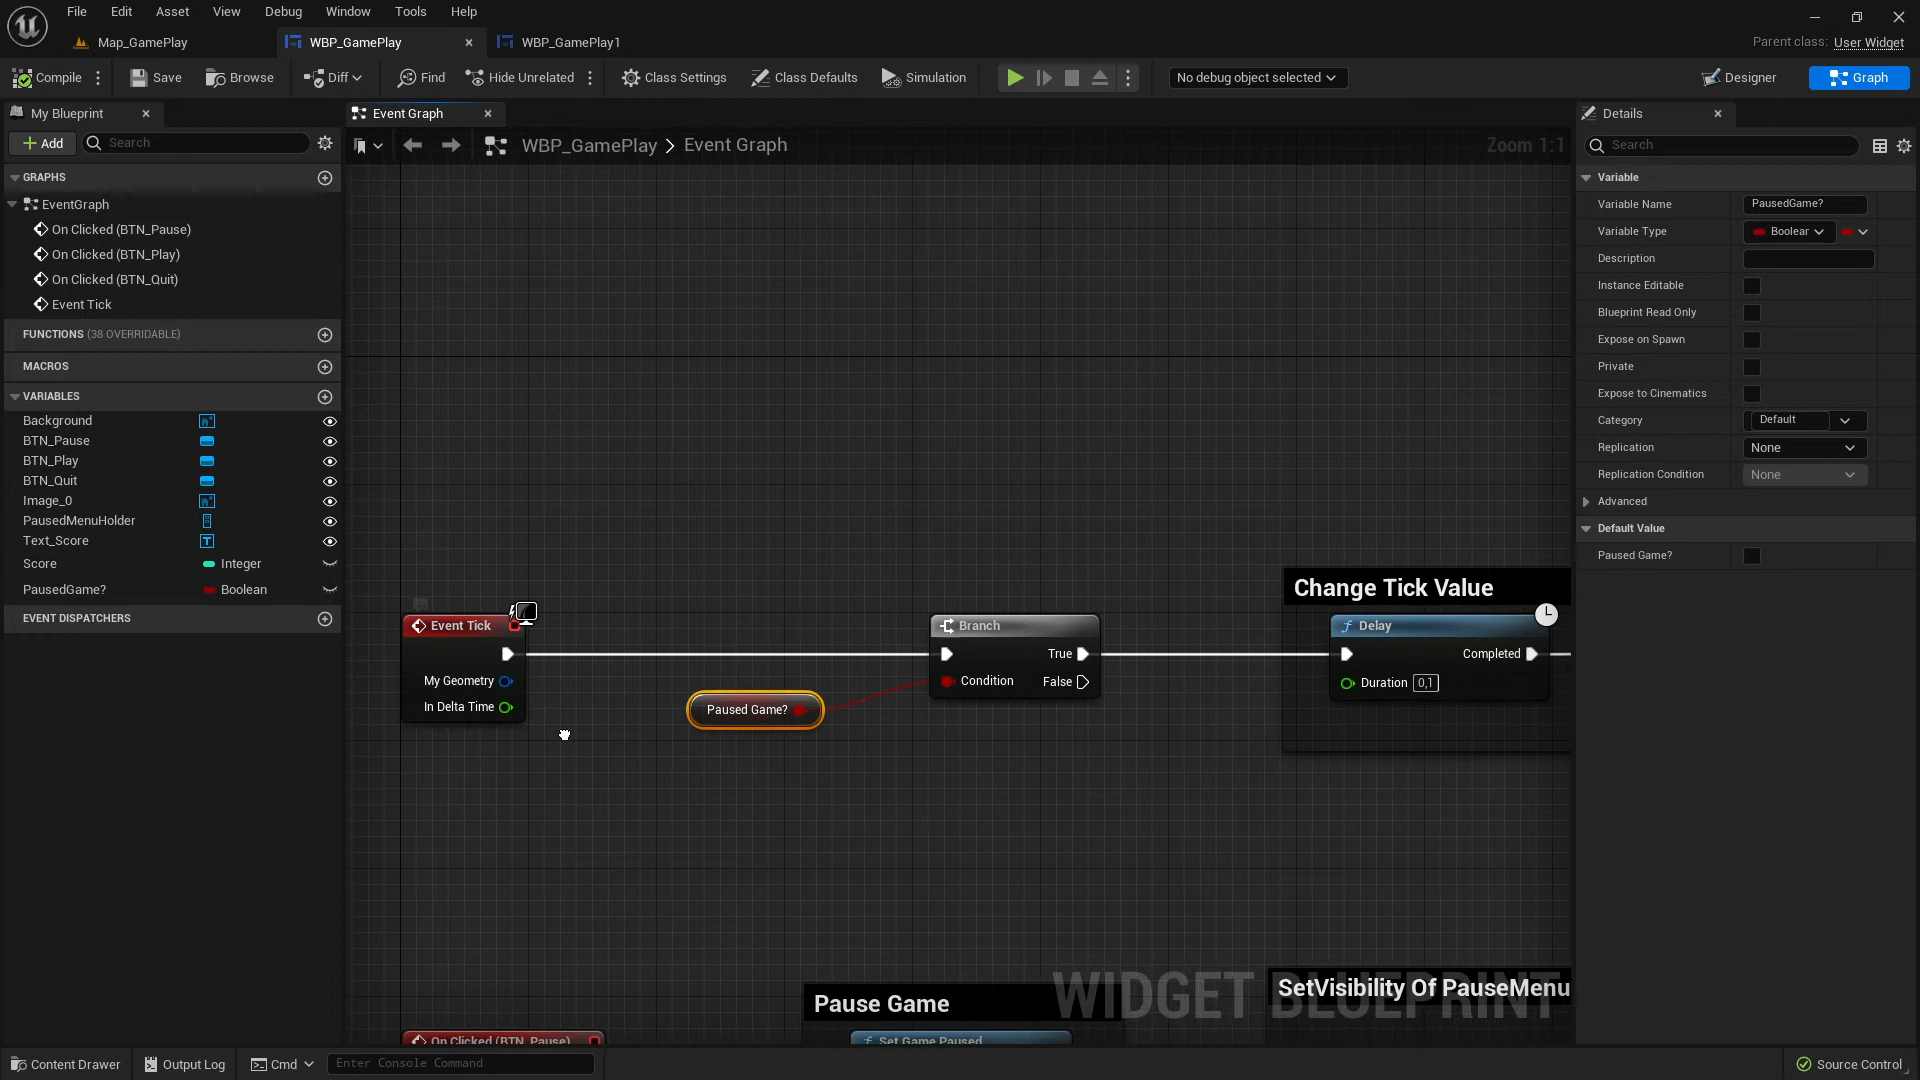 File Edit Asset View Debug Window Tools Help
Map_GamePlay WBP_GamePlay WBP_GamePlay1 Parent class: User Widget
Compile Save Browse Diff Find Hide Unrelated Class Settings Class Defaults Simulation No debug object selected Designer Graph
My Blueprint Event Graph Details
Add Search WBP_GamePlay Event Graph Zoom 1:1 Search
GRAPHS
EventGraph
On Clicked (BTN_Pause)
On Clicked (BTN_Play)
On Clicked (BTN_Quit)
Event Tick
FUNCTIONS (38 OVERRIDABLE)
MACROS
VARIABLES
Background
BTN_Pause
BTN_Play
BTN_Quit
Image_0
PausedMenuHolder
Text_Score
Score Integer
PausedGame? Boolean
EVENT DISPATCHERS
Change Tick Value
Event Tick
My Geometry
In Delta Time
Paused Game?
Branch
True
Condition False
Delay
Completed
Duration 0,1
Pause Game
WIDGET BLUEPRINT
SetVisibility Of PauseMenu
On Clicked (BTN_Pause)
Set Game Paused
Variable
Variable Name PausedGame?
Variable Type Boolear
Description
Instance Editable
Blueprint Read Only
Expose on Spawn
Private
Expose to Cinematics
Category Default
Replication None
Replication Condition None
Advanced
Default Value
Paused Game?
Content Drawer Output Log Cmd Enter Console Command Source Control